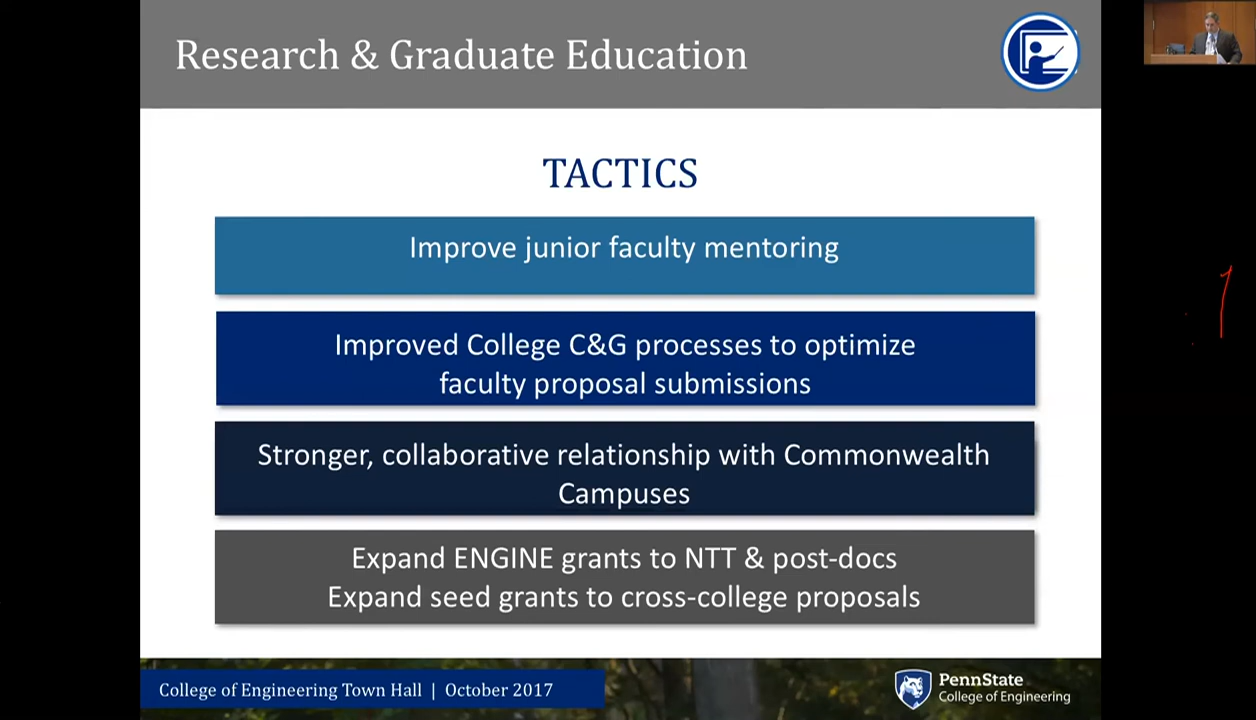 Research & Graduate Education
TACTICS
Improve junior faculty mentoring
Improved College C&G processes to optimize
faculty proposal submissions
Stronger, collaborative relationship with Commonwealth
Campuses
Expand ENGINE grants to NTT & post-docs
Expand seed grants to cross-college proposals
College of Engineering Town Hall | October 2017
PennState
College of Engineering